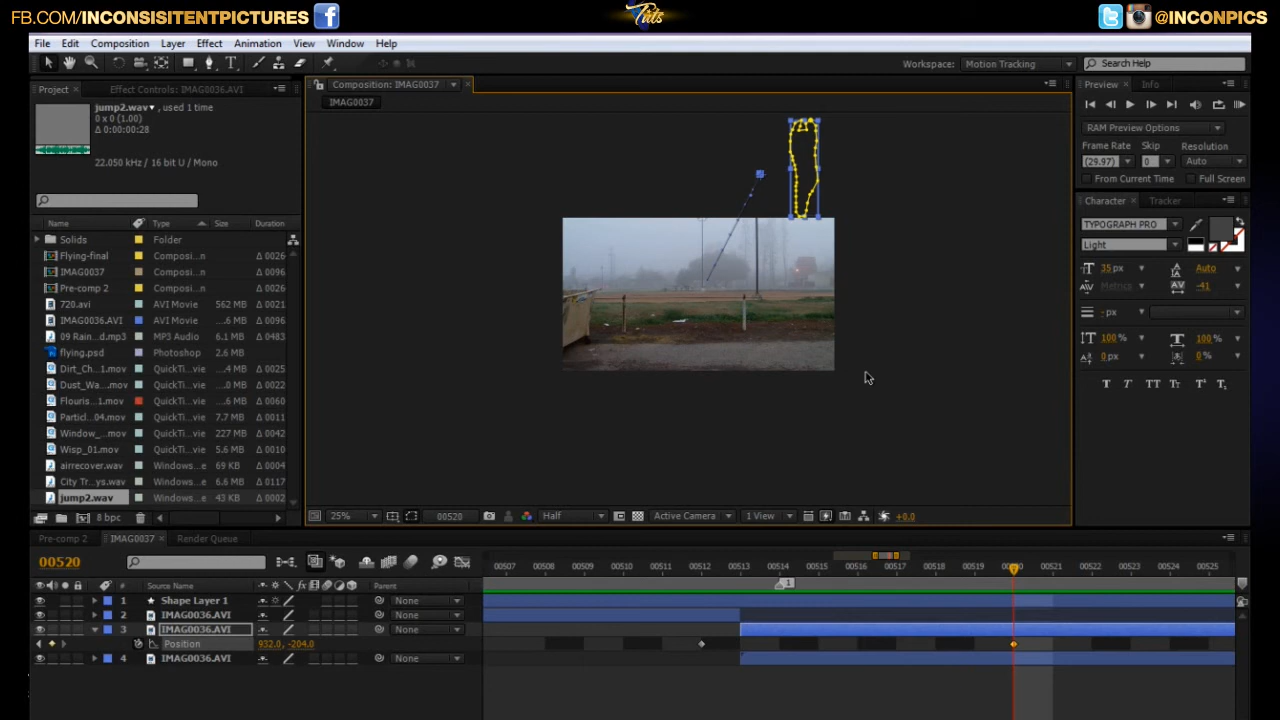 FB.COM/INCONSISITENTPICTURES
Tuts
@INCONPICS
File Edit Composition Layer Effect Animation View Window Help
Workspace: Motion Tracking
Search Help
Project
Effect Controls: IMAG0037.AVI
Composition: IMAG0037
Preview
Info
jump2.wav, used 1 time
0 x 0 (1.00)
Δ 0:00:00:28
22.050 kHz / 16 bit U / Mono
IMAG0037
RAM Preview Options
Frame Rate Skip Resolution
(29.97) 0 Auto
From Current Time Full Screen
Character
Tracker
TYPOGRAPH PRO
Light
35 px Auto
Metrics -41
- px
100 % 100 %
0 px 0 %
T T TT Tт T' T,
Name Type Size Duration
Solids Folder
Flying-final Composi...n Δ 0026
IMAG0037 Composi...n Δ 0096
Pre-comp 2 Composi...n Δ 0026
720.avi AVI Movie 562 MB Δ 0021
IMAG0036.AVI AVI Movie ...6 MB Δ 0096
09 Rain...d.mp3 MP3 Audio 6.1 MB Δ 0483
flying.psd Photoshop 2.6 MB
Dirt_Ch...1.mov QuickTi...vie ...4 MB Δ 0025
Dust_Wa...mov QuickTi...vie ...0 MB Δ 0012
Flouris...1.mov QuickTi...vie ...6 MB Δ 0060
Particl...04.mov QuickTi...vie 7.7 MB Δ 0011
Window_...mov QuickTi...vie 227 MB Δ 0042
Wisp_01.mov QuickTi...vie 5.6 MB Δ 0010
airrecover.wav Windows...e 69 KB Δ 0004
City Tr...ys.wav Windows...e 6.6 MB Δ 0117
jump2.wav Windows...e 43 KB Δ 0002
8 bpc
25% 00520 Half Active Camera 1 View +0.0
Pre-comp 2
IMAG0037
Render Queue
00520
00507 00508 00509 00510 00511 00512 00513 00514 00515 00516 00517 00518 00519 00522 00523 00524 00525
1
# Source Name Parent
1 Shape Layer 1 None
2 IMAG0036.AVI None
3 IMAG0036.AVI None
Position 932.0, -204.0
4 IMAG0036.AVI None